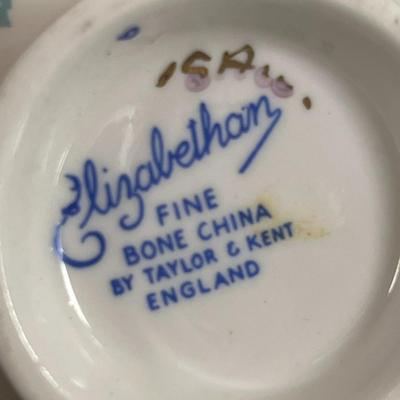 Elizabethan
FINE
BONE CHINA
BY TAYLOR & KENT
ENGLAND